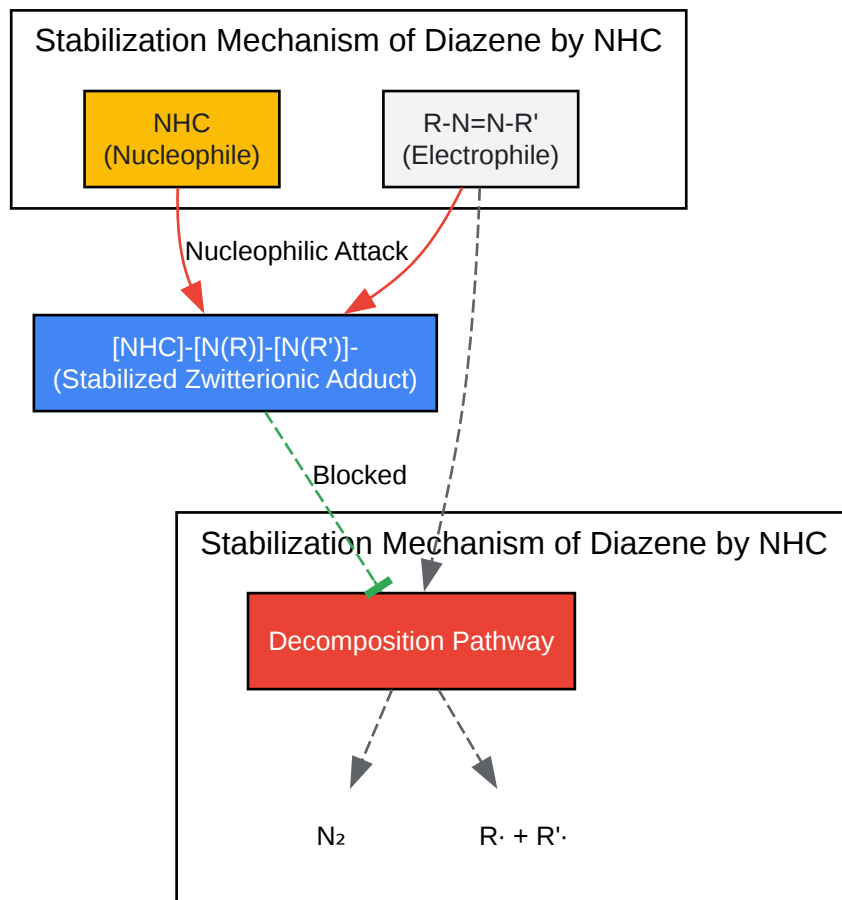 Stabilization Mechanism of Diazene by NHC
NHC
(Nucleophile)
R-N=N-R'
(Electrophile)
Nucleophilic Attack
[NHC]-[N(R)]-[N(R')]-
(Stabilized Zwitterionic Adduct)
Blocked
Stabilization Mechanism of Diazene by NHC
Decomposition Pathway
N₂
R· + R'·